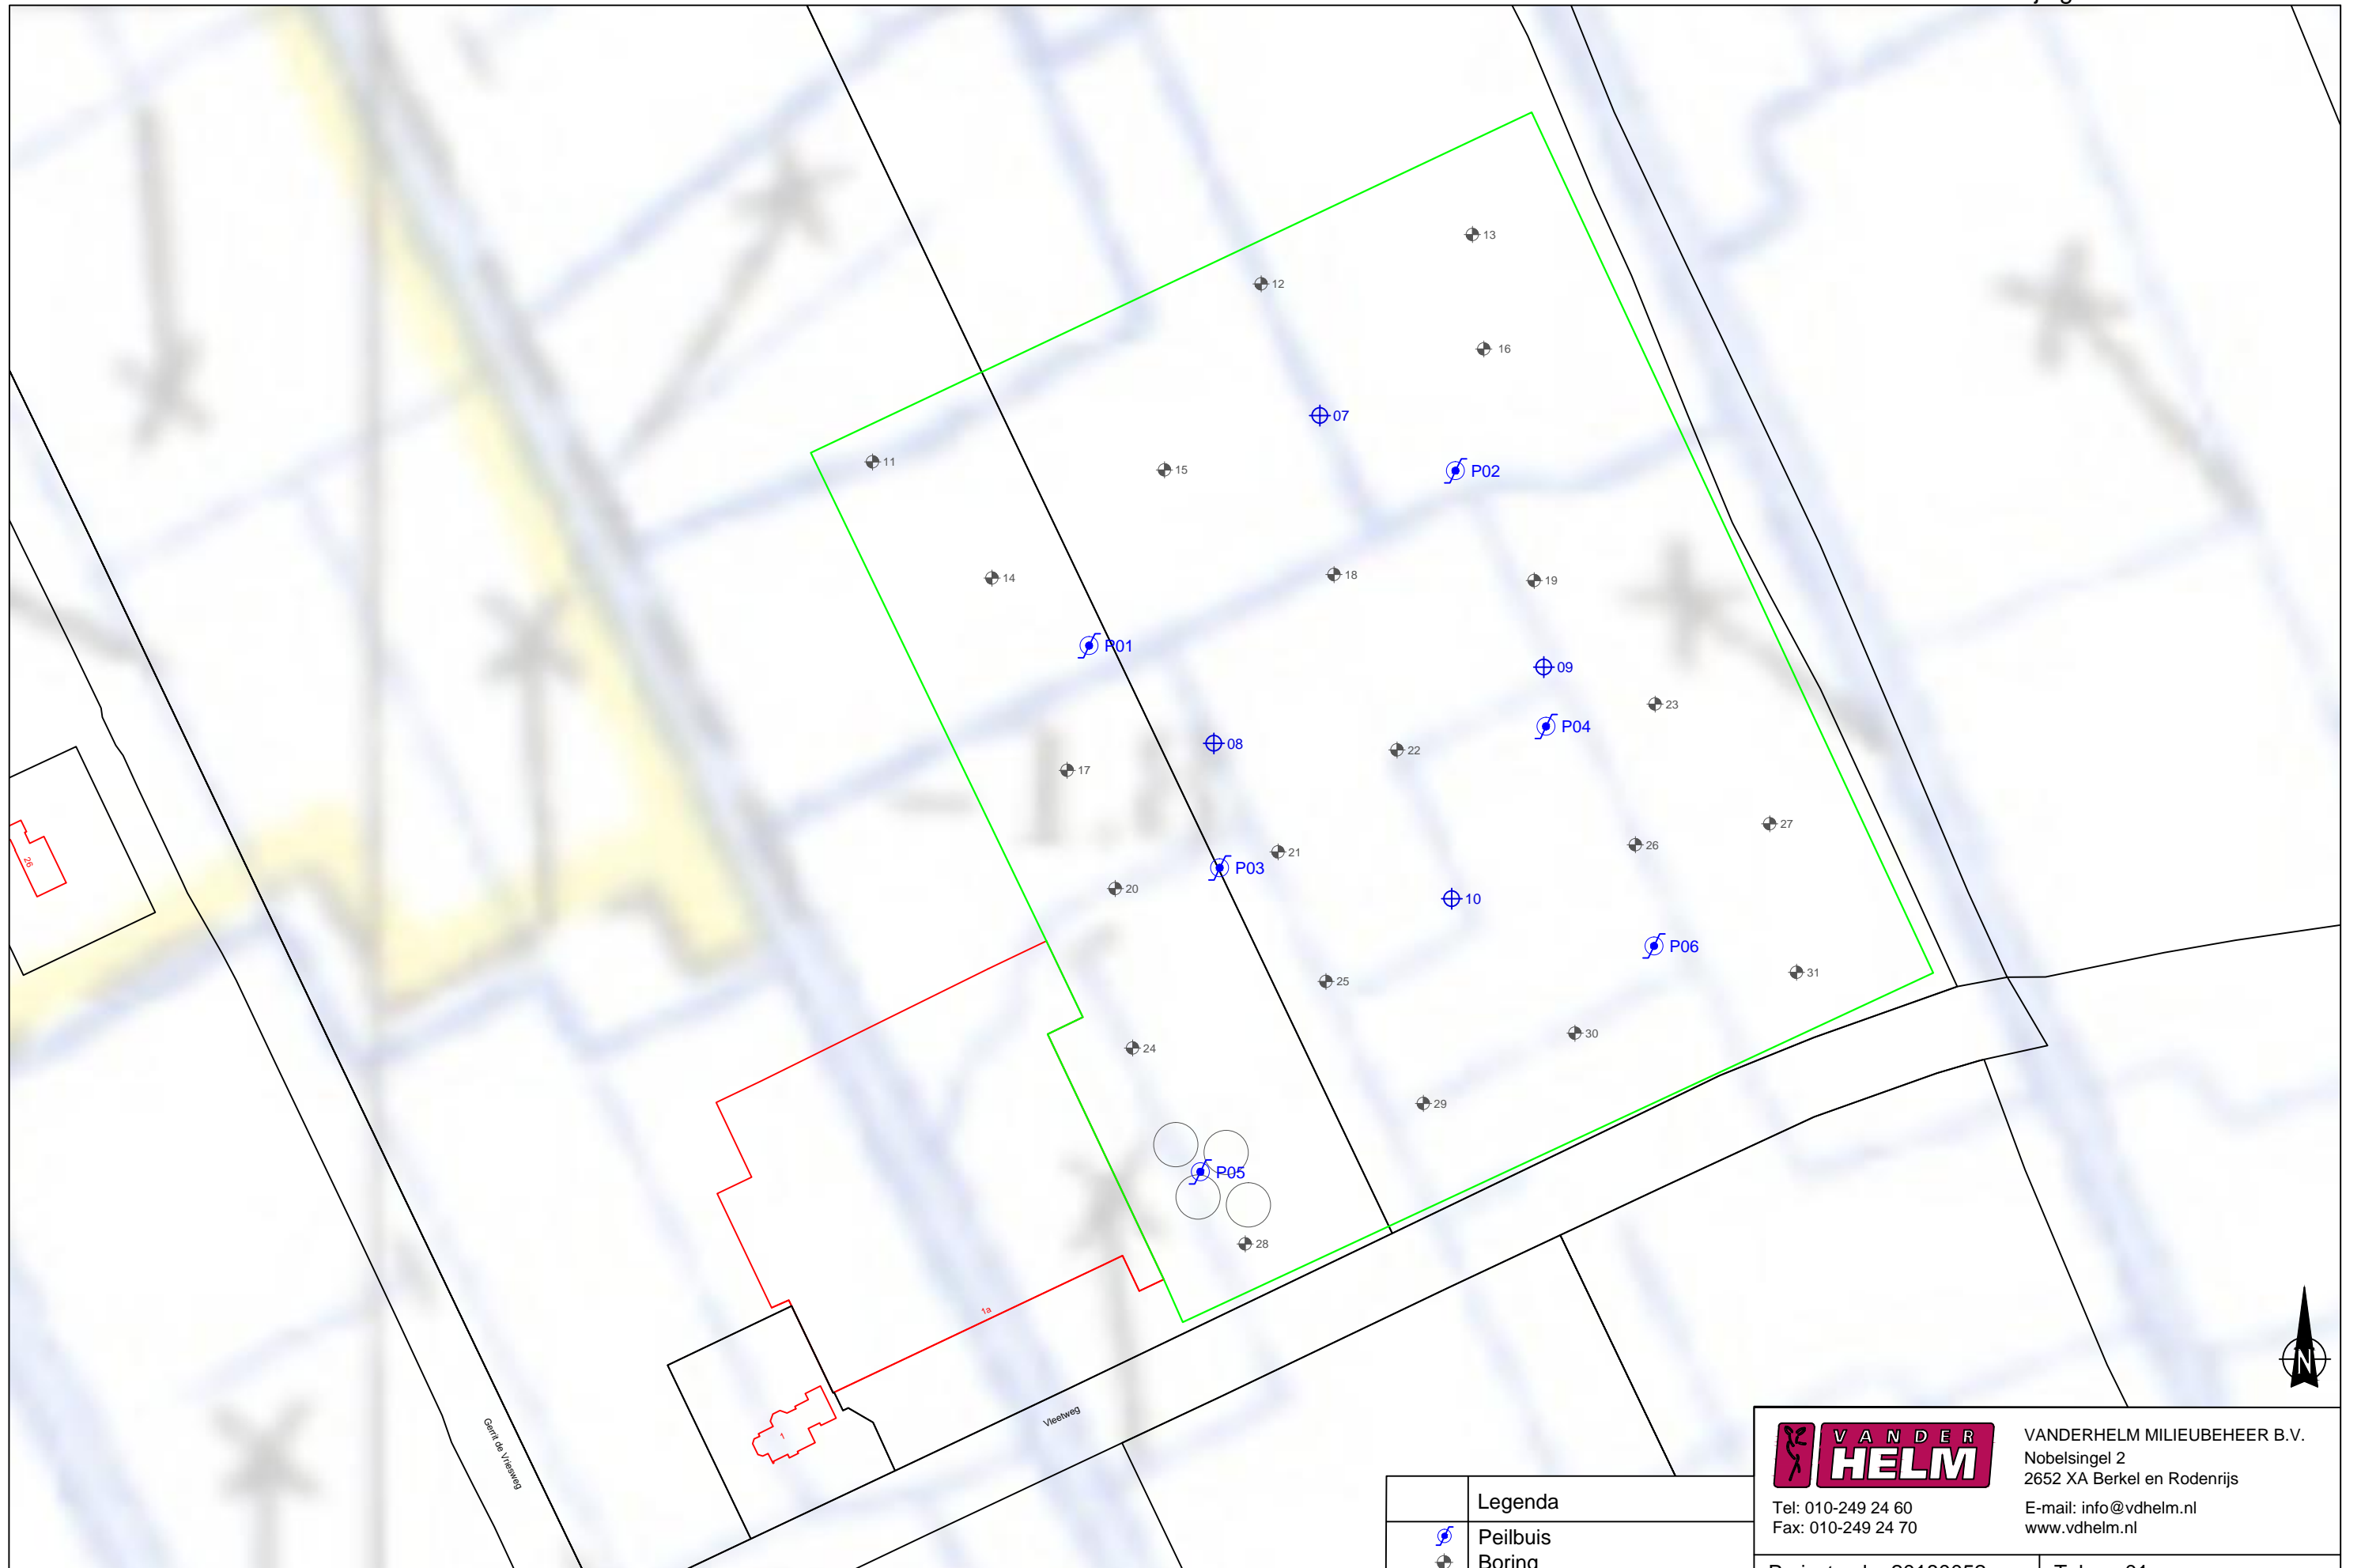 13
12
16
07
11
15
P02
14
18
19
P01
09
23
P04
08
22
17
27
26
21
P03
26
20
10
P06
31
25
30
24
29
P05
28
1a
1
Vleetweg
Gerrit de Vriesweg
N
VANDER
HELM
VANDERHELM MILIEUBEHEER B.V.
Nobelsingel 2
2652 XA Berkel en Rodenrijs
Tel: 010-249 24 60
E-mail: info@vdhelm.nl
Fax: 010-249 24 70
www.vdhelm.nl
Legenda
Peilbuis
Boring